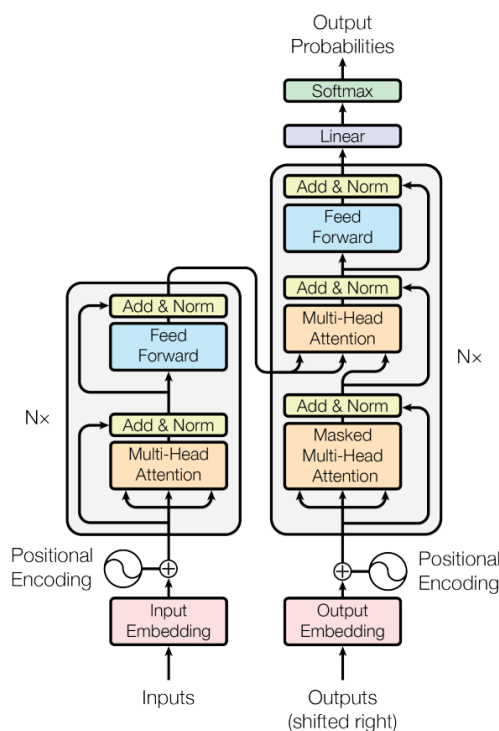 Output
Probabilities
Softmax
Linear
Add & Norm
Feed
Forward
Add & Norm
Multi-Head
Attention
Add & Norm
Masked
Multi-Head
Attention
N×
Add & Norm
Feed
Forward
N×
Add & Norm
Multi-Head
Attention
Positional
Encoding
Positional
Encoding
Input
Embedding
Output
Embedding
Inputs
Outputs
(shifted right)